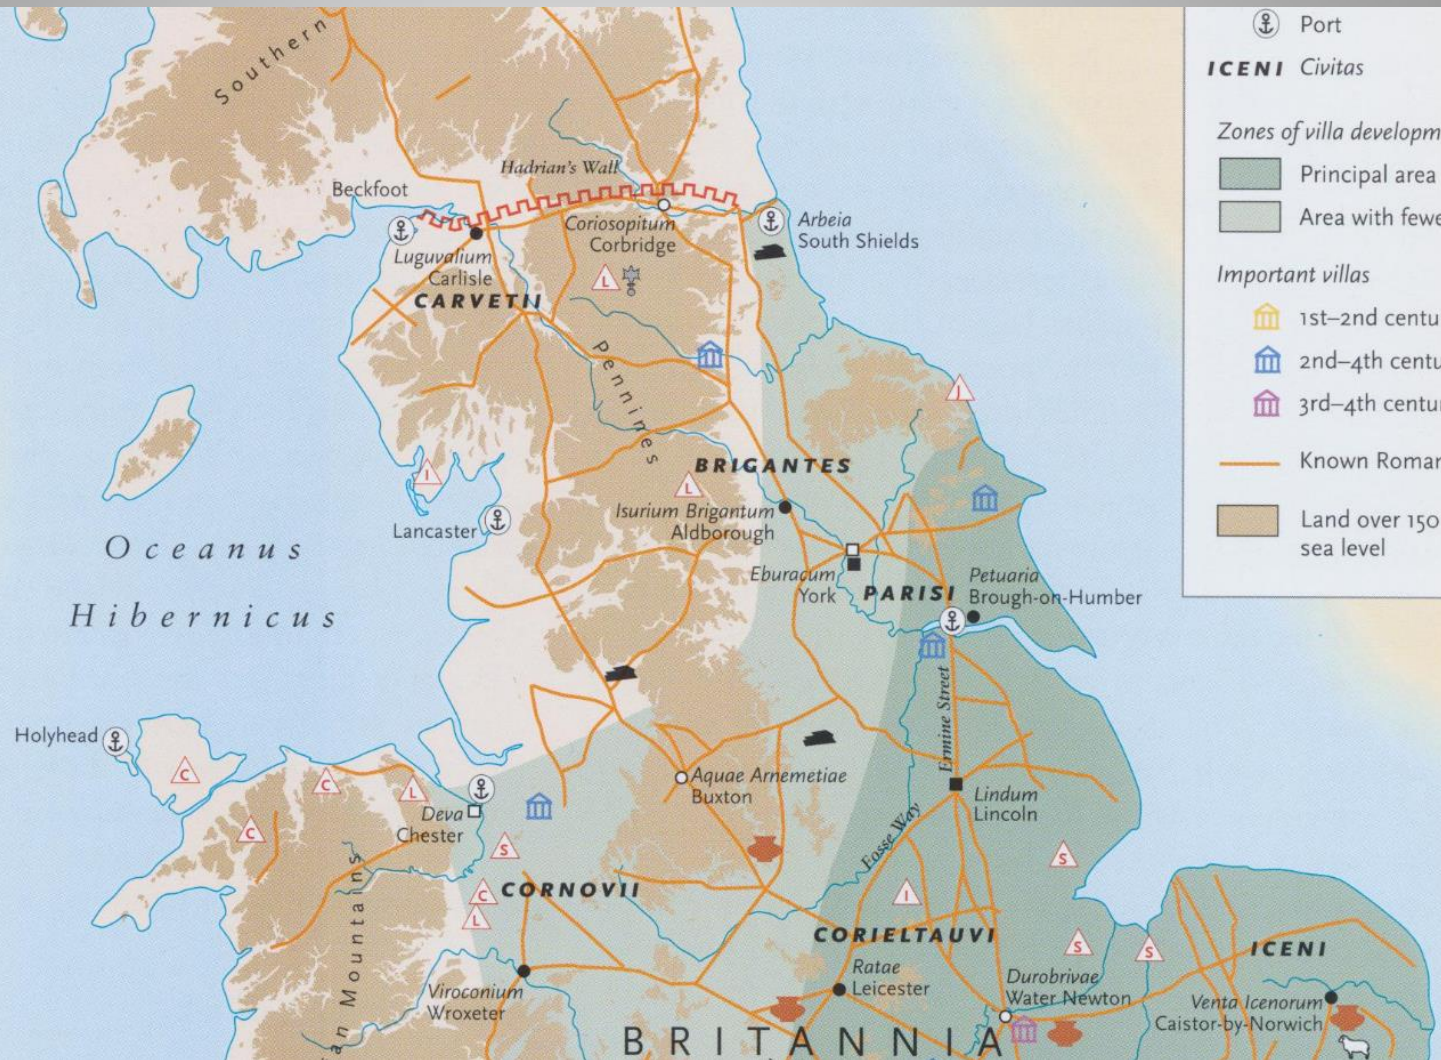 Port
ICENI Civitas
Zones of villa developm
Principal area
Area with fewe
Important villas
1st–2nd centu
2nd–4th centu
3rd–4th centu
Known Roman
Land over 150
sea level
Southern
Hadrian's Wall
Beckfoot
Luguvalium
Carlisle
CARVETII
Coriosopitum
Corbridge
L
Arbeia
South Shields
Pennines
J
BRIGANTES
L
Isurium Brigantum
Aldborough
I
Lancaster
Oceanus
Hibernicus
Eburacum
York
PARISI
Petuaria
Brough-on-Humber
Ermine Street
Holyhead
C
C
L
C
Deva
Chester
Aquae Arnemetiae
Buxton
Lindum
Lincoln
Fosse Way
S
S
C
L
CORNOVII
I
CORIELTAUVI
S
S
ICENI
an Mountains
Viroconium
Wroxeter
Ratae
Leicester
Durobrivae
Water Newton
Venta Icenorum
Caistor-by-Norwich
BRITANNIA